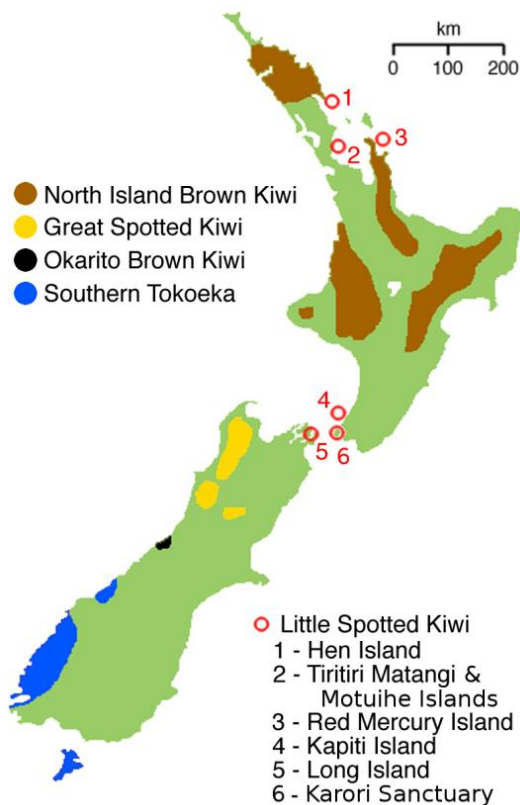 km
0 100 200
1
2
3
North Island Brown Kiwi
Great Spotted Kiwi
Okarito Brown Kiwi
Southern Tokoeka
4
5
6
Little Spotted Kiwi
1 - Hen Island
2 - Tiritiri Matangi &
Motuihe Islands
3 - Red Mercury Island
4 - Kapiti Island
5 - Long Island
6 - Karori Sanctuary